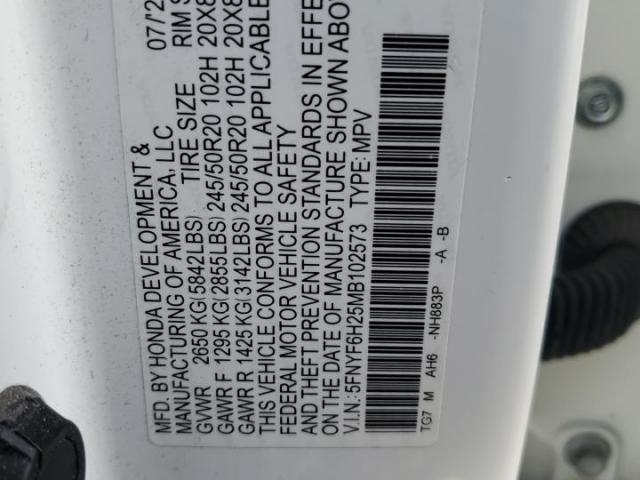 MFD. BY HONDA DEVELOPMENT & 07/'2
MANUFACTURING OF AMERICA, LLC
TIRE SIZE RIM S
GVWR 2650 KG(5842LBS)
GAWR F 1295 KG(2855LBS) 245/50R20 102H 20X8
GAWR R 1425 KG(3142LBS) 245/50R20 102H 20X8
THIS VEHICLE CONFORMS TO ALL APPLICABLE
FEDERAL MOTOR VEHICLE SAFETY
AND THEFT PREVENTION STANDARDS IN EFFE
ON THE DATE OF MANUFACTURE SHOWN ABOV
V.I.N.:5FNYF6H25MB102573 TYPE: MPV
TG7 M AH6 -NH883P -A -B